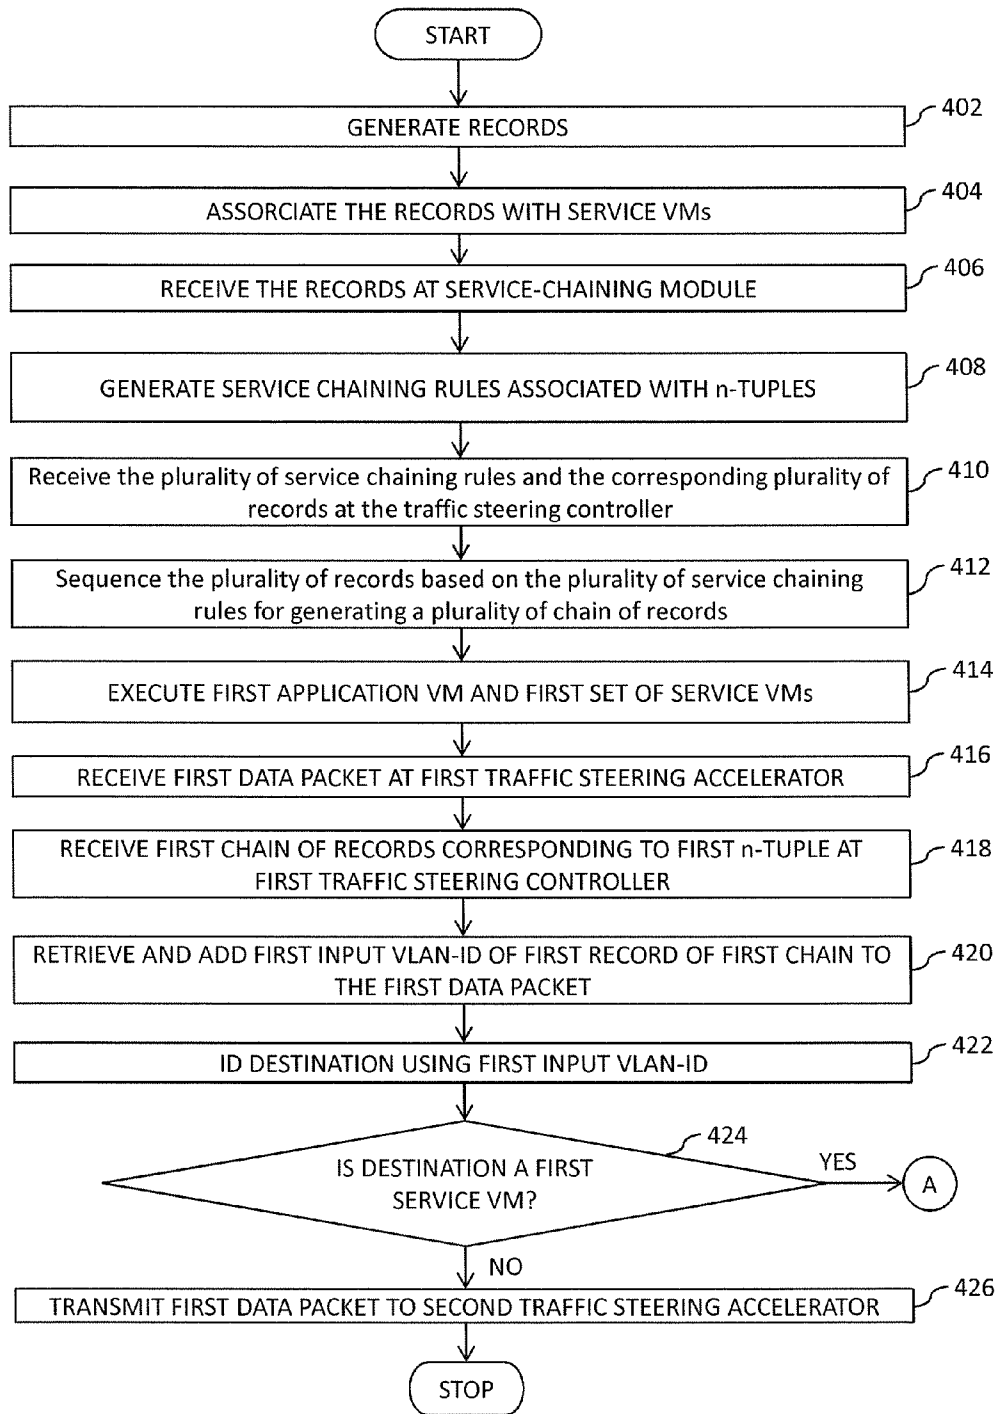 START
402
GENERATE RECORDS
404
ASSORCIATE THE RECORDS WITH SERVICE VMs
406
RECEIVE THE RECORDS AT SERVICE-CHAINING MODULE
408
GENERATE SERVICE CHAINING RULES ASSOCIATED WITH n-TUPLES
410
Receive the plurality of service chaining rules and the corresponding plurality of
records at the traffic steering controller
412
Sequence the plurality of records based on the plurality of service chaining
rules for generating a plurality of chain of records
414
EXECUTE FIRST APPLICATION VM AND FIRST SET OF SERVICE VMs
416
RECEIVE FIRST DATA PACKET AT FIRST TRAFFIC STEERING ACCELERATOR
418
RECEIVE FIRST CHAIN OF RECORDS CORRESPONDING TO FIRST n-TUPLE AT
FIRST TRAFFIC STEERING CONTROLLER
420
RETRIEVE AND ADD FIRST INPUT VLAN-ID OF FIRST RECORD OF FIRST CHAIN TO
THE FIRST DATA PACKET
422
ID DESTINATION USING FIRST INPUT VLAN-ID
424
IS DESTINATION A FIRST
SERVICE VM?
YES
A
NO
426
TRANSMIT FIRST DATA PACKET TO SECOND TRAFFIC STEERING ACCELERATOR
STOP